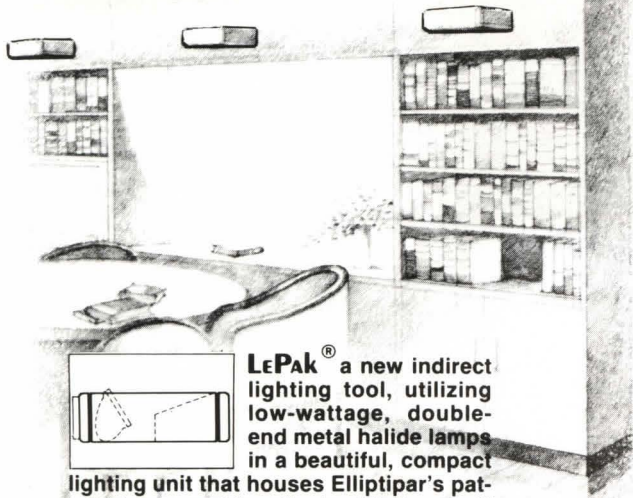 LEPAK® a new indirect
lighting tool, utilizing
low-wattage, double-
end metal halide lamps
in a beautiful, compact
lighting unit that houses Elliptipar's pat-